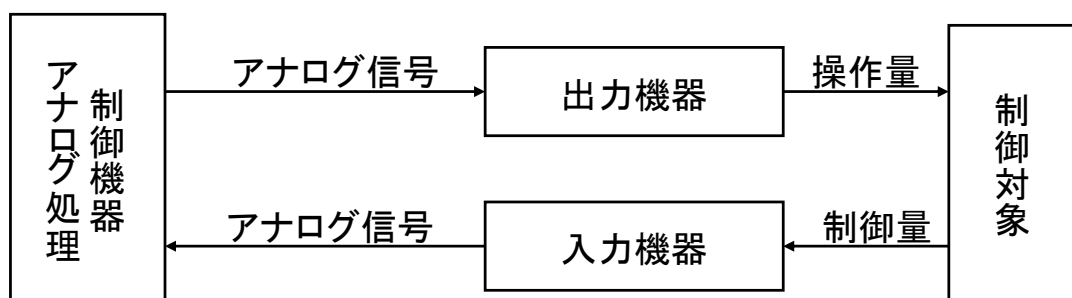 制御機器
アナログ処理
アナログ信号
出力機器
操作量
制御対象
アナログ信号
入力機器
制御量